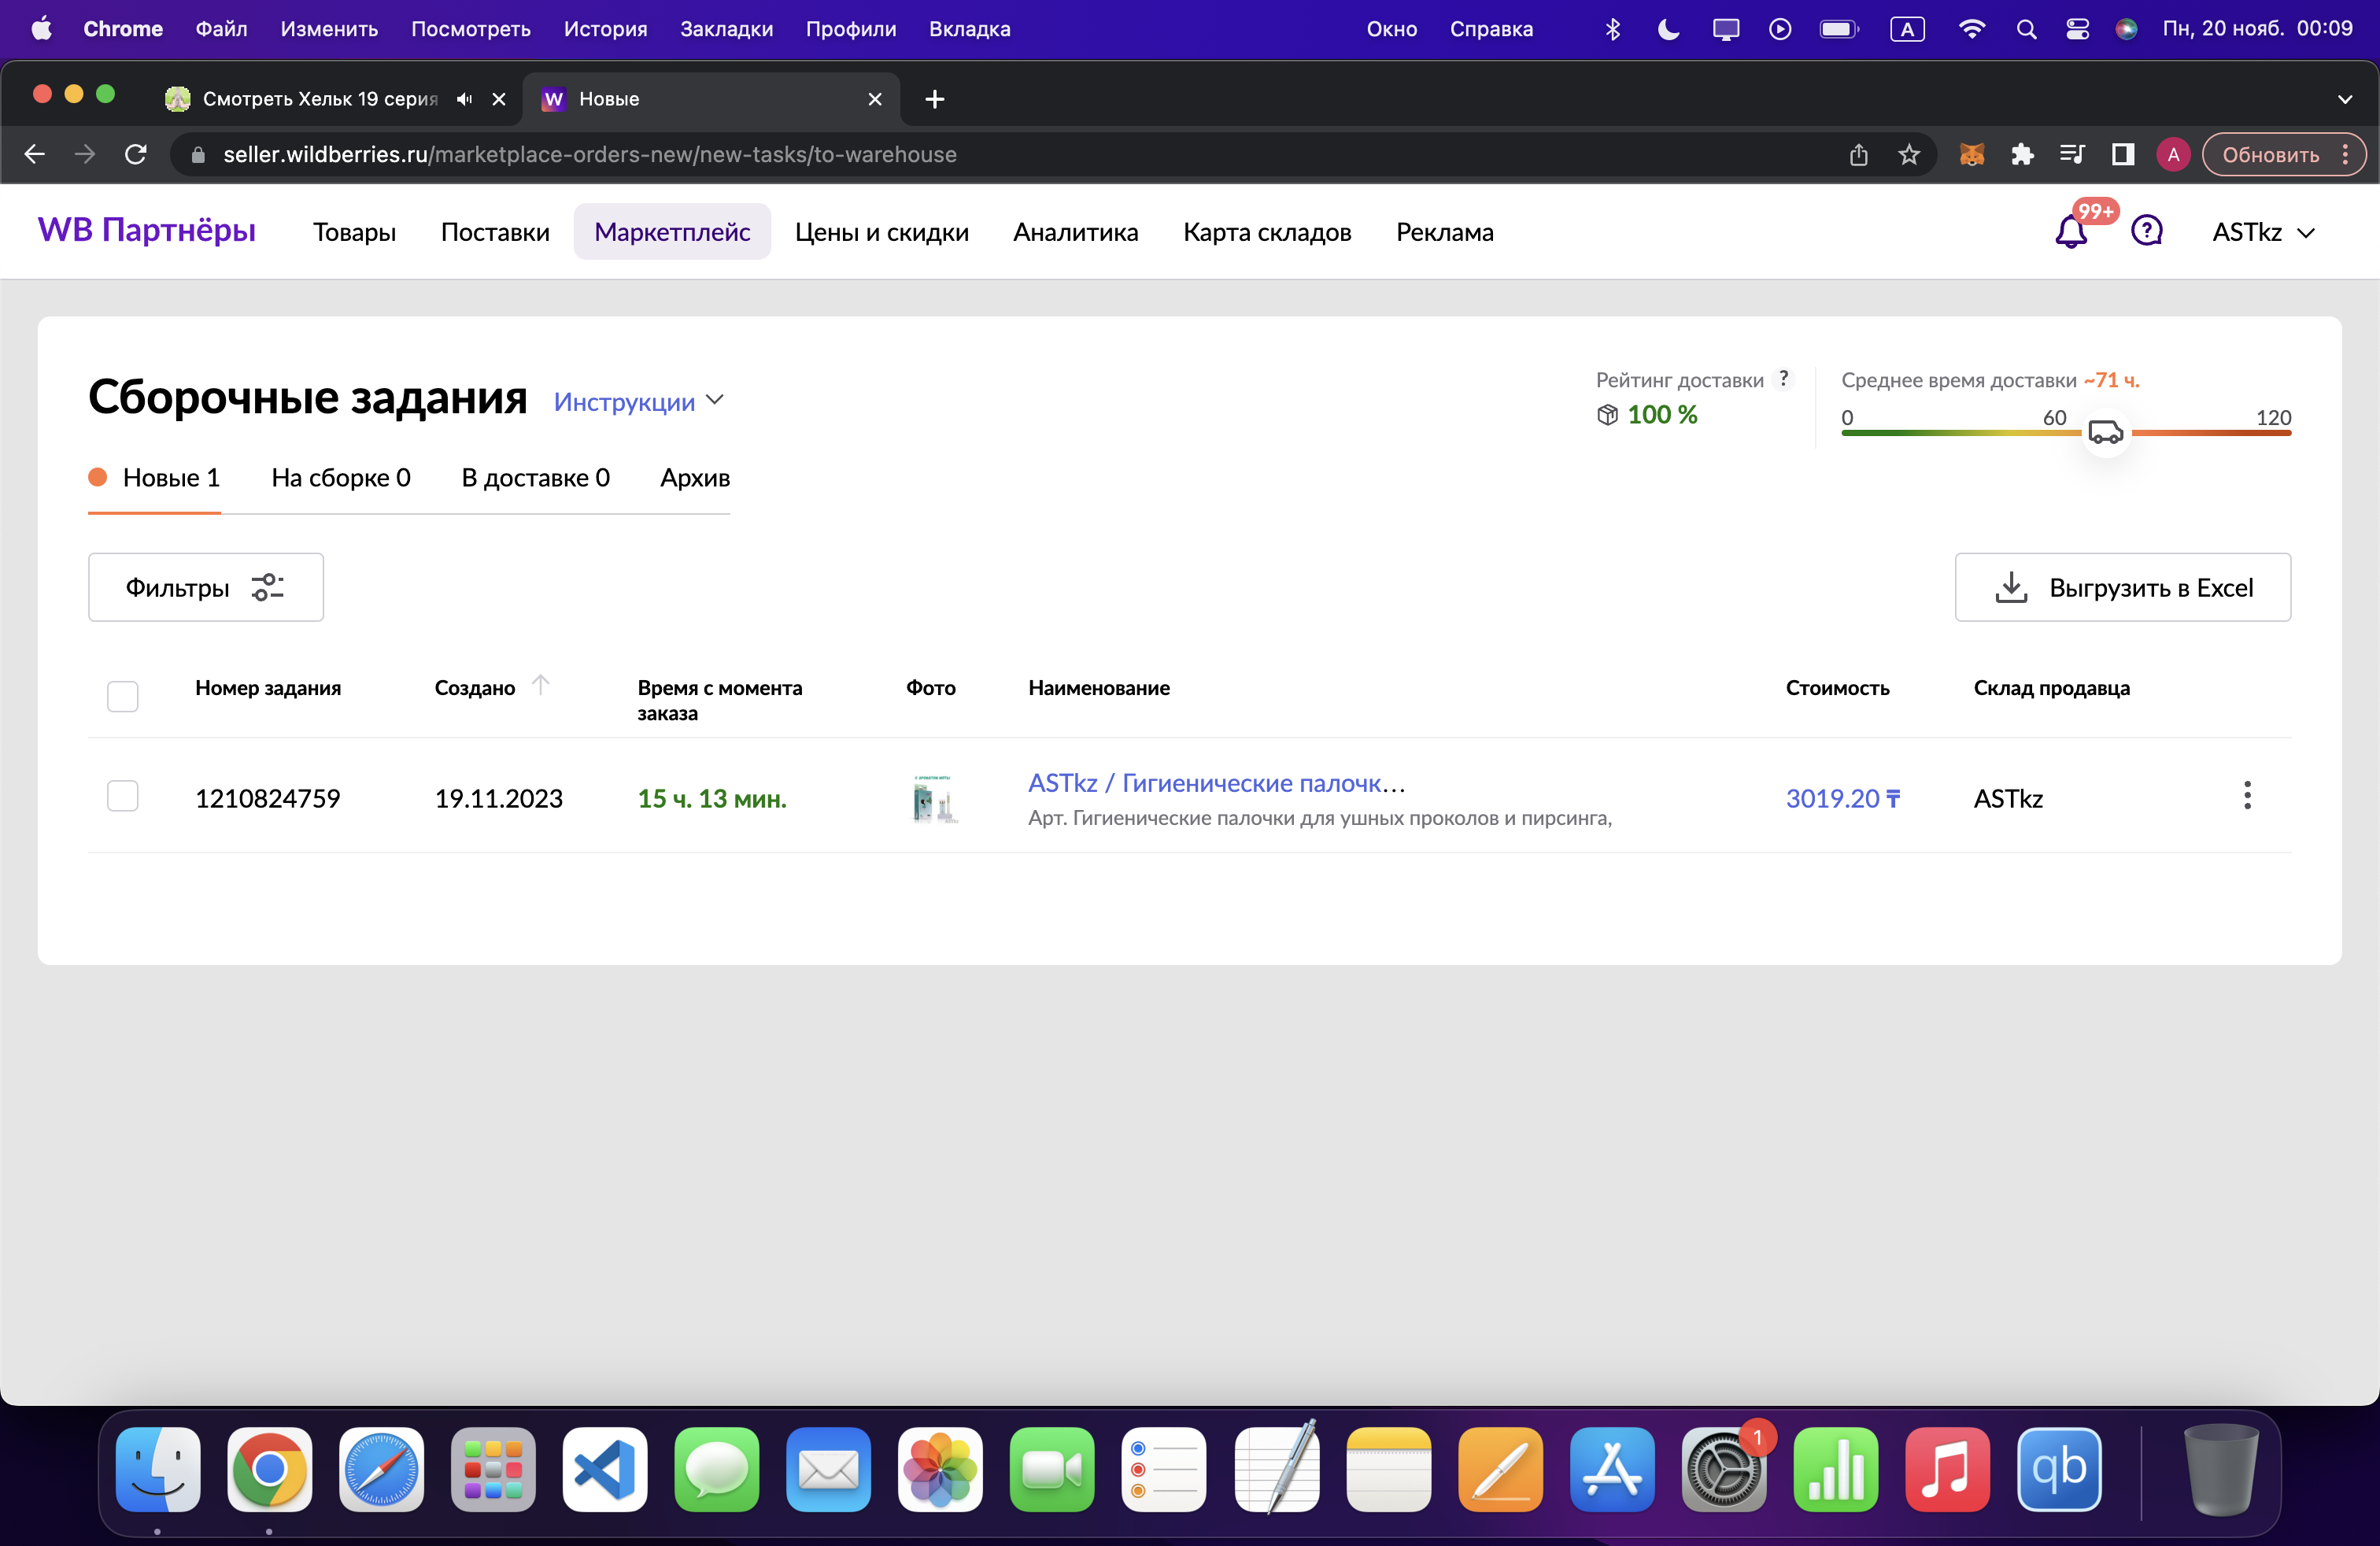 Chrome Файл Изменить Посмотреть История Закладки Профили Вкладка Окно Справка A Пн, 20 нояб. 00:09
Смотреть Хельк 19 серия
W Новые
seller.wildberries.ru/marketplace-orders-new/new-tasks/to-warehouse
A Обновить
WB Партнёры Товары Поставки Маркетплейс Цены и скидки Аналитика Карта складов Реклама 99+ ? ASTkz
Сборочные задания Инструкции
Рейтинг доставки ?
100 %
Среднее время доставки ~71 ч.
0 60 120
Новые 1 На сборке 0 В доставке 0 Архив
Фильтры
Выгрузить в Excel
Номер задания Создано Время с момента заказа Фото Наименование Стоимость Склад продавца
1210824759 19.11.2023 15 ч. 13 мин. ASTkz / Гигиенические палочк… 3019.20 ₸ ASTkz
Арт. Гигиенические палочки для ушных проколов и пирсинга,
1
qb